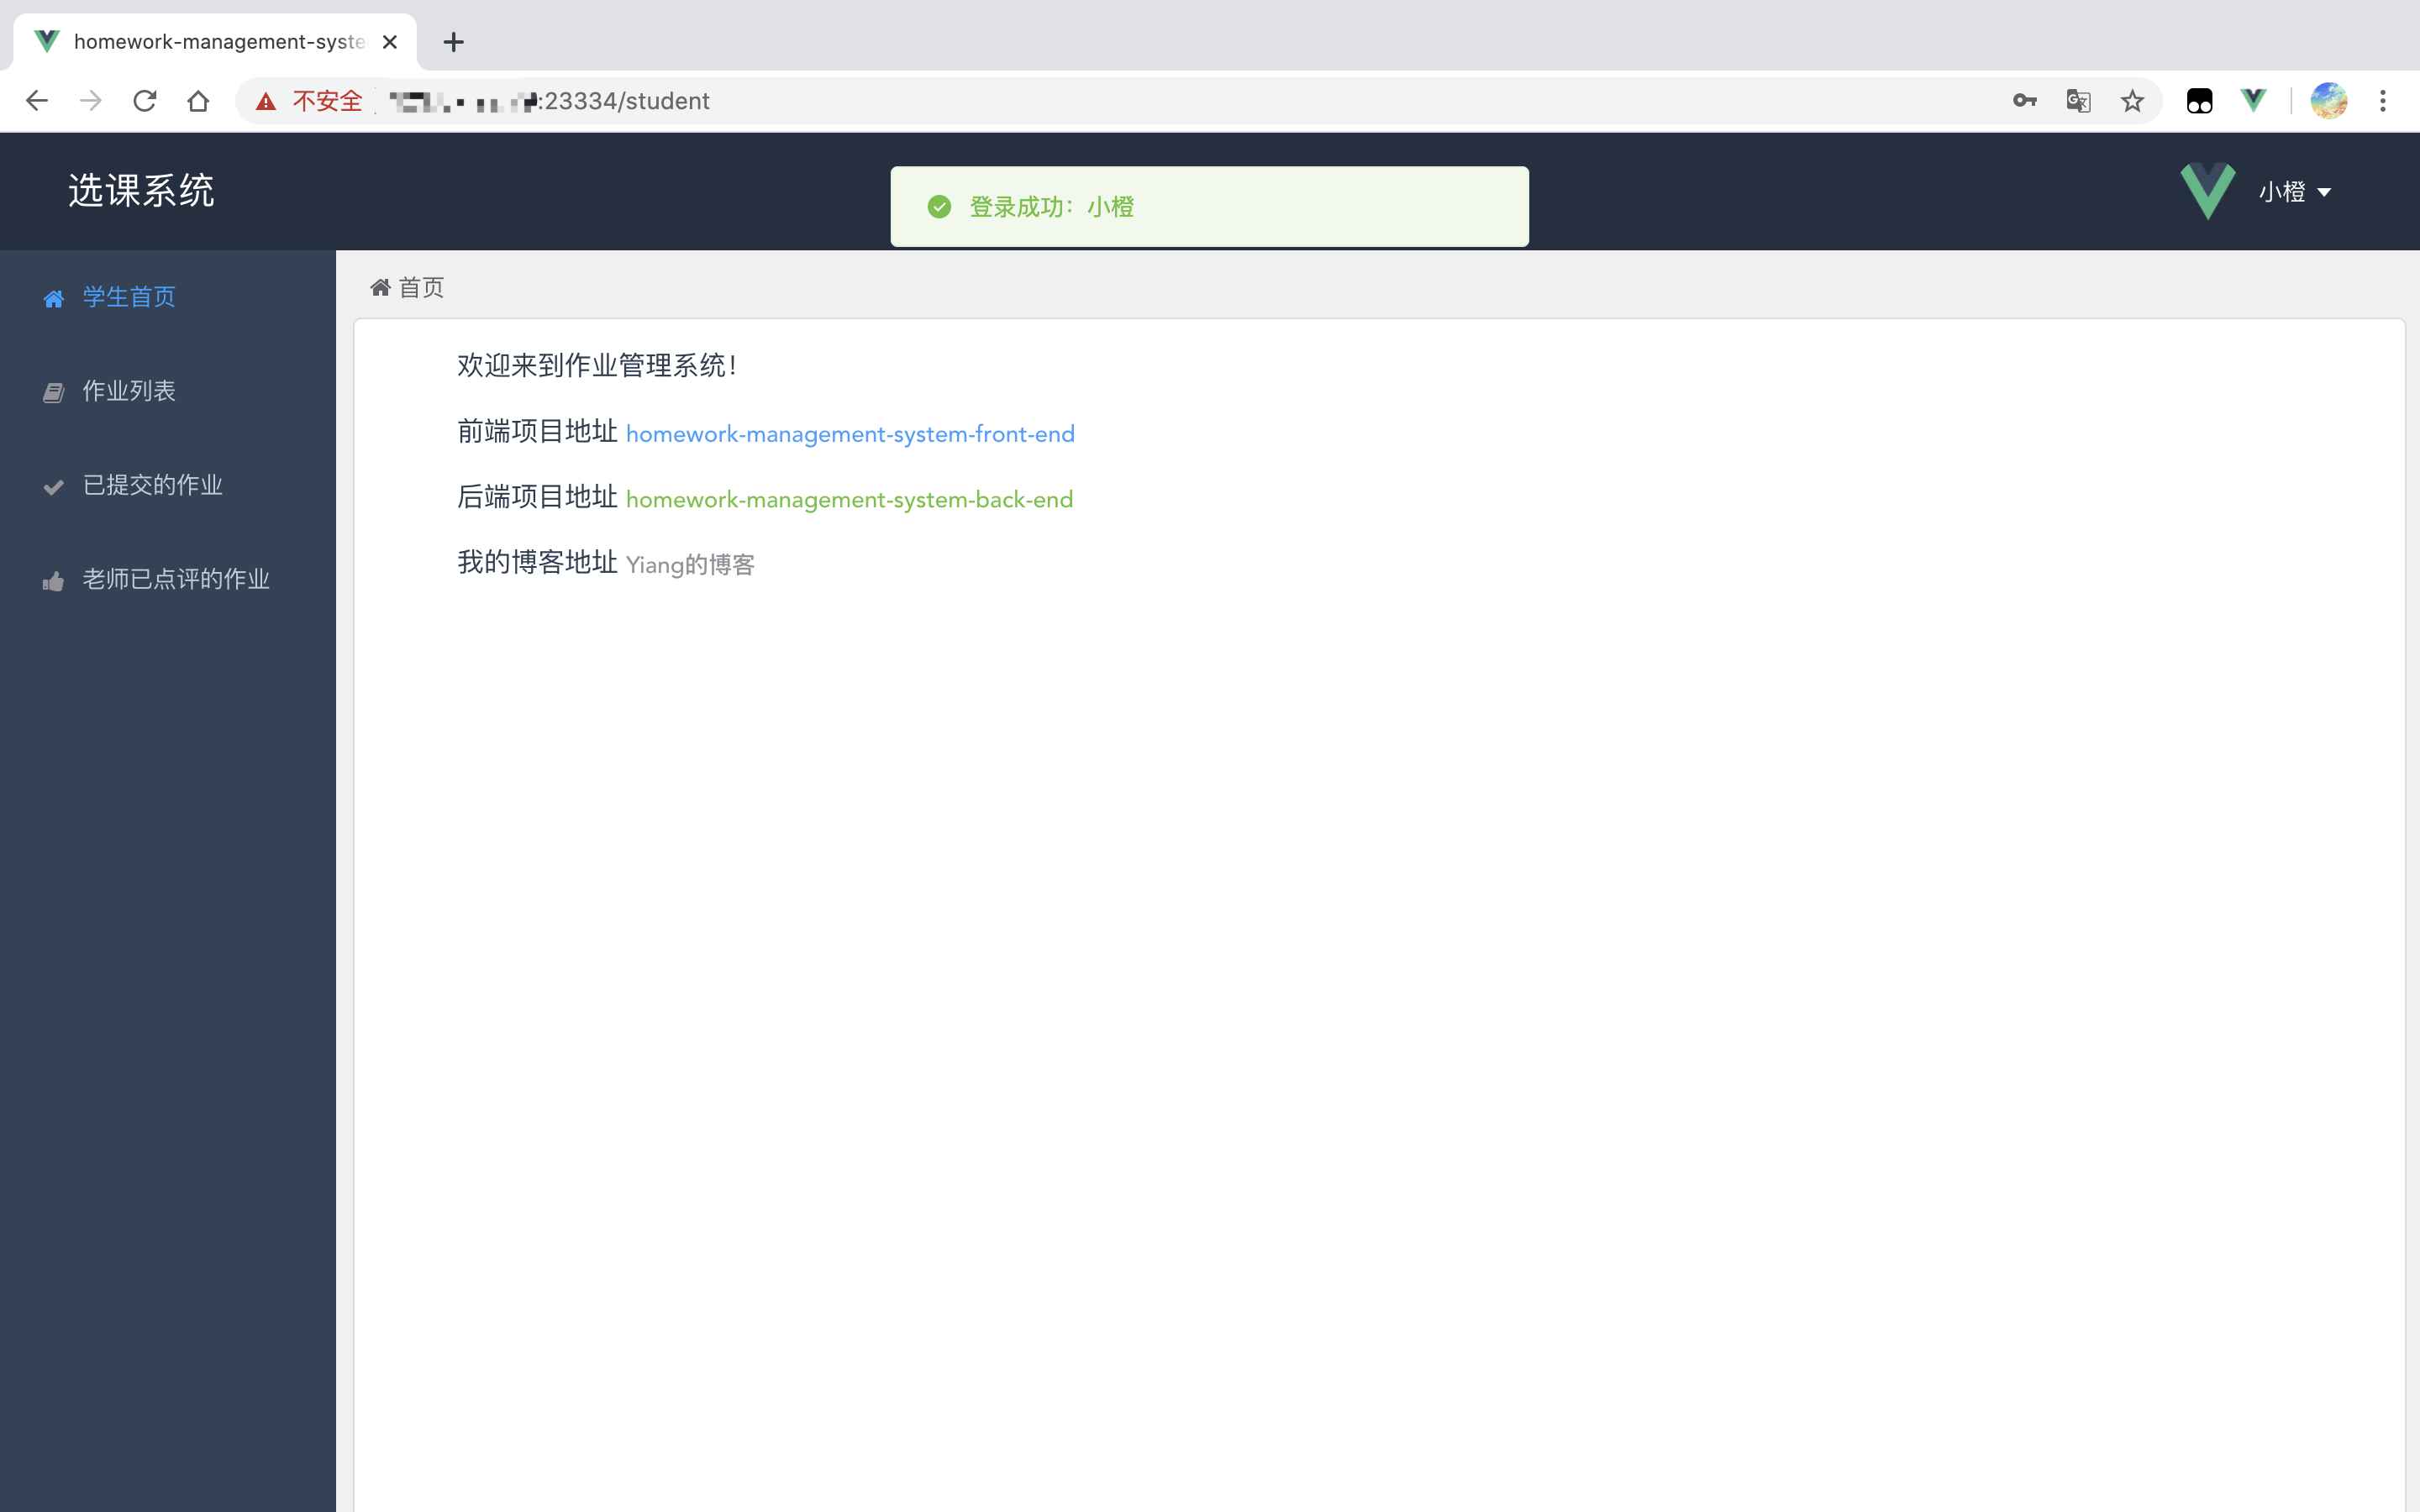 homework-management-syste
不安全
:23334/student
选课系统
登录成功：小橙
小橙
学生首页
作业列表
已提交的作业
老师已点评的作业
首页
欢迎来到作业管理系统！
前端项目地址 homework-management-system-front-end
后端项目地址 homework-management-system-back-end
我的博客地址 Yiang的博客